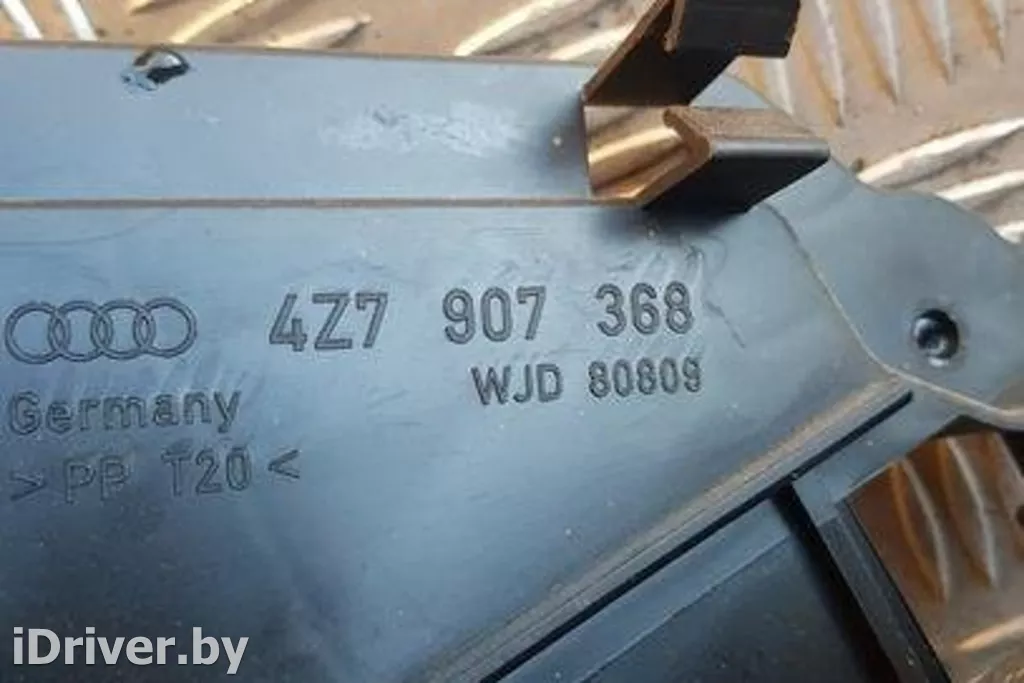 4Z7 907 368
WJD 80809
Germany
>PP T20<
iDriver.by